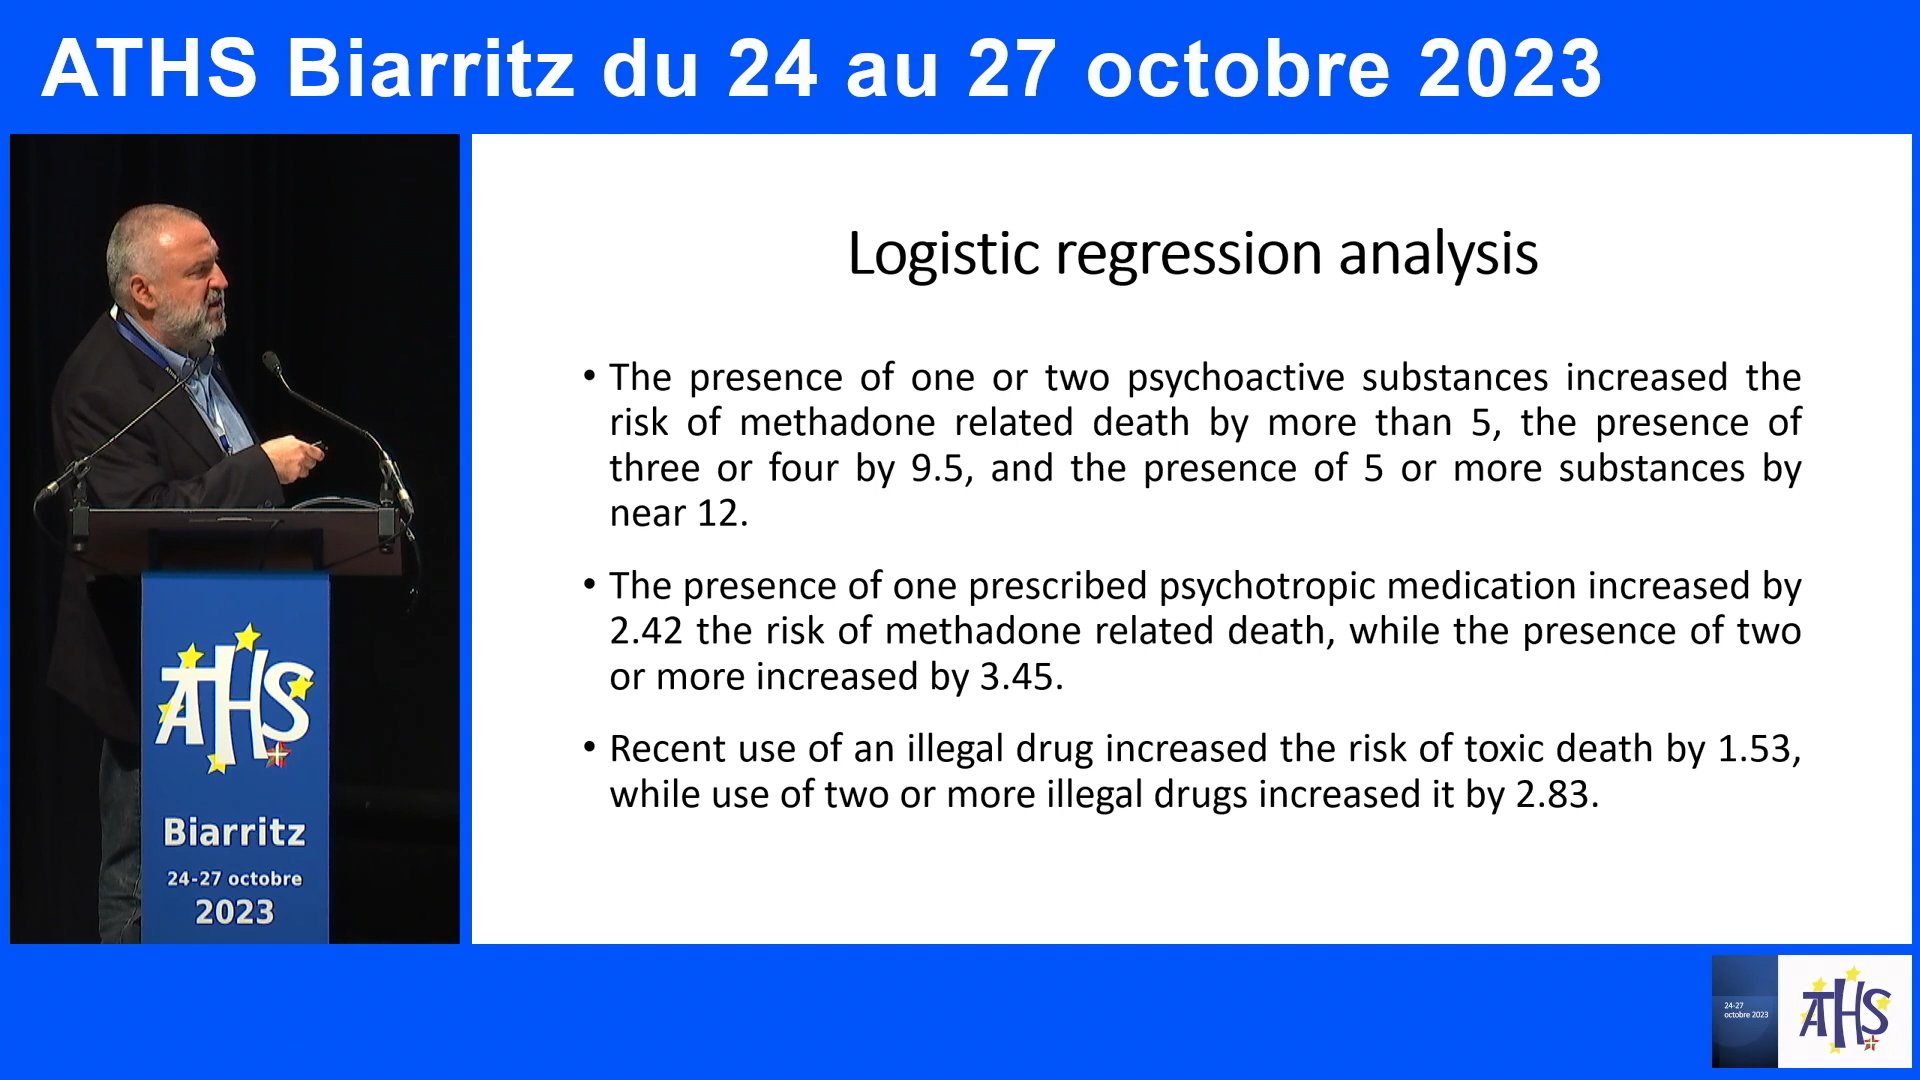 ATHS Biarritz du 24 au 27 octobre 2023
Logistic regression analysis
• The presence of one or two psychoactive substances increased the
risk of methadone related death by more than 5, the presence of
three or four by 9.5, and the presence of 5 or more substances by
near 12.
• The presence of one prescribed psychotropic medication increased by
2.42 the risk of methadone related death, while the presence of two
or more increased by 3.45.
• Recent use of an illegal drug increased the risk of toxic death by 1.53,
while use of two or more illegal drugs increased it by 2.83.
ATHS
Biarritz
24-27 octobre
2023
24-27
octobre 2023
ATHS